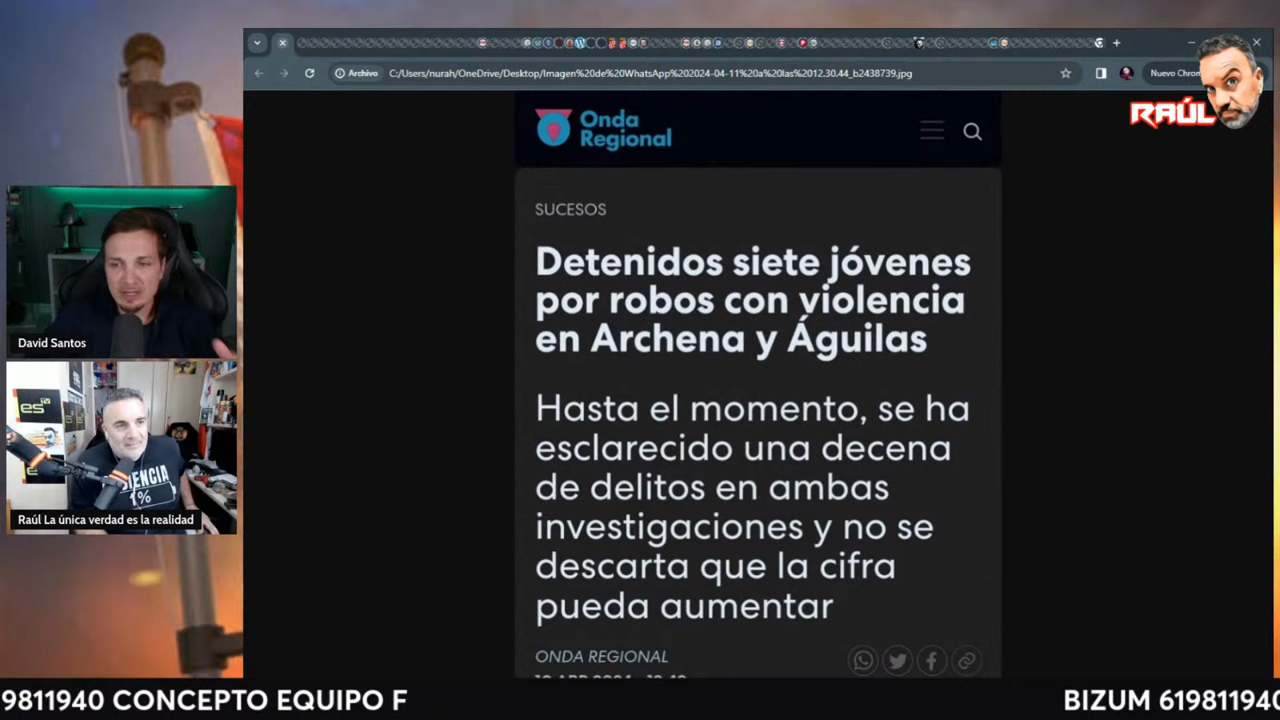 Archivo
C:/Users/nurah/OneDrive/Desktop/Imagen%20de%20WhatsApp%202024-04-11%20a%20las%2012.30.44_b2438739.jpg
RAÚL
Onda
Regional
SUCESOS
Detenidos siete jóvenes
por robos con violencia
en Archena y Águilas
Hasta el momento, se ha
esclarecido una decena
de delitos en ambas
investigaciones y no se
descarta que la cifra
pueda aumentar
ONDA REGIONAL
David Santos
es
1%
Raúl La única verdad es la realidad
9811940 CONCEPTO EQUIPO F
BIZUM 619811940